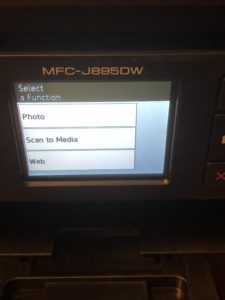 MFC-J895DW
Select
a Function
Photo
Scan to Media
Web